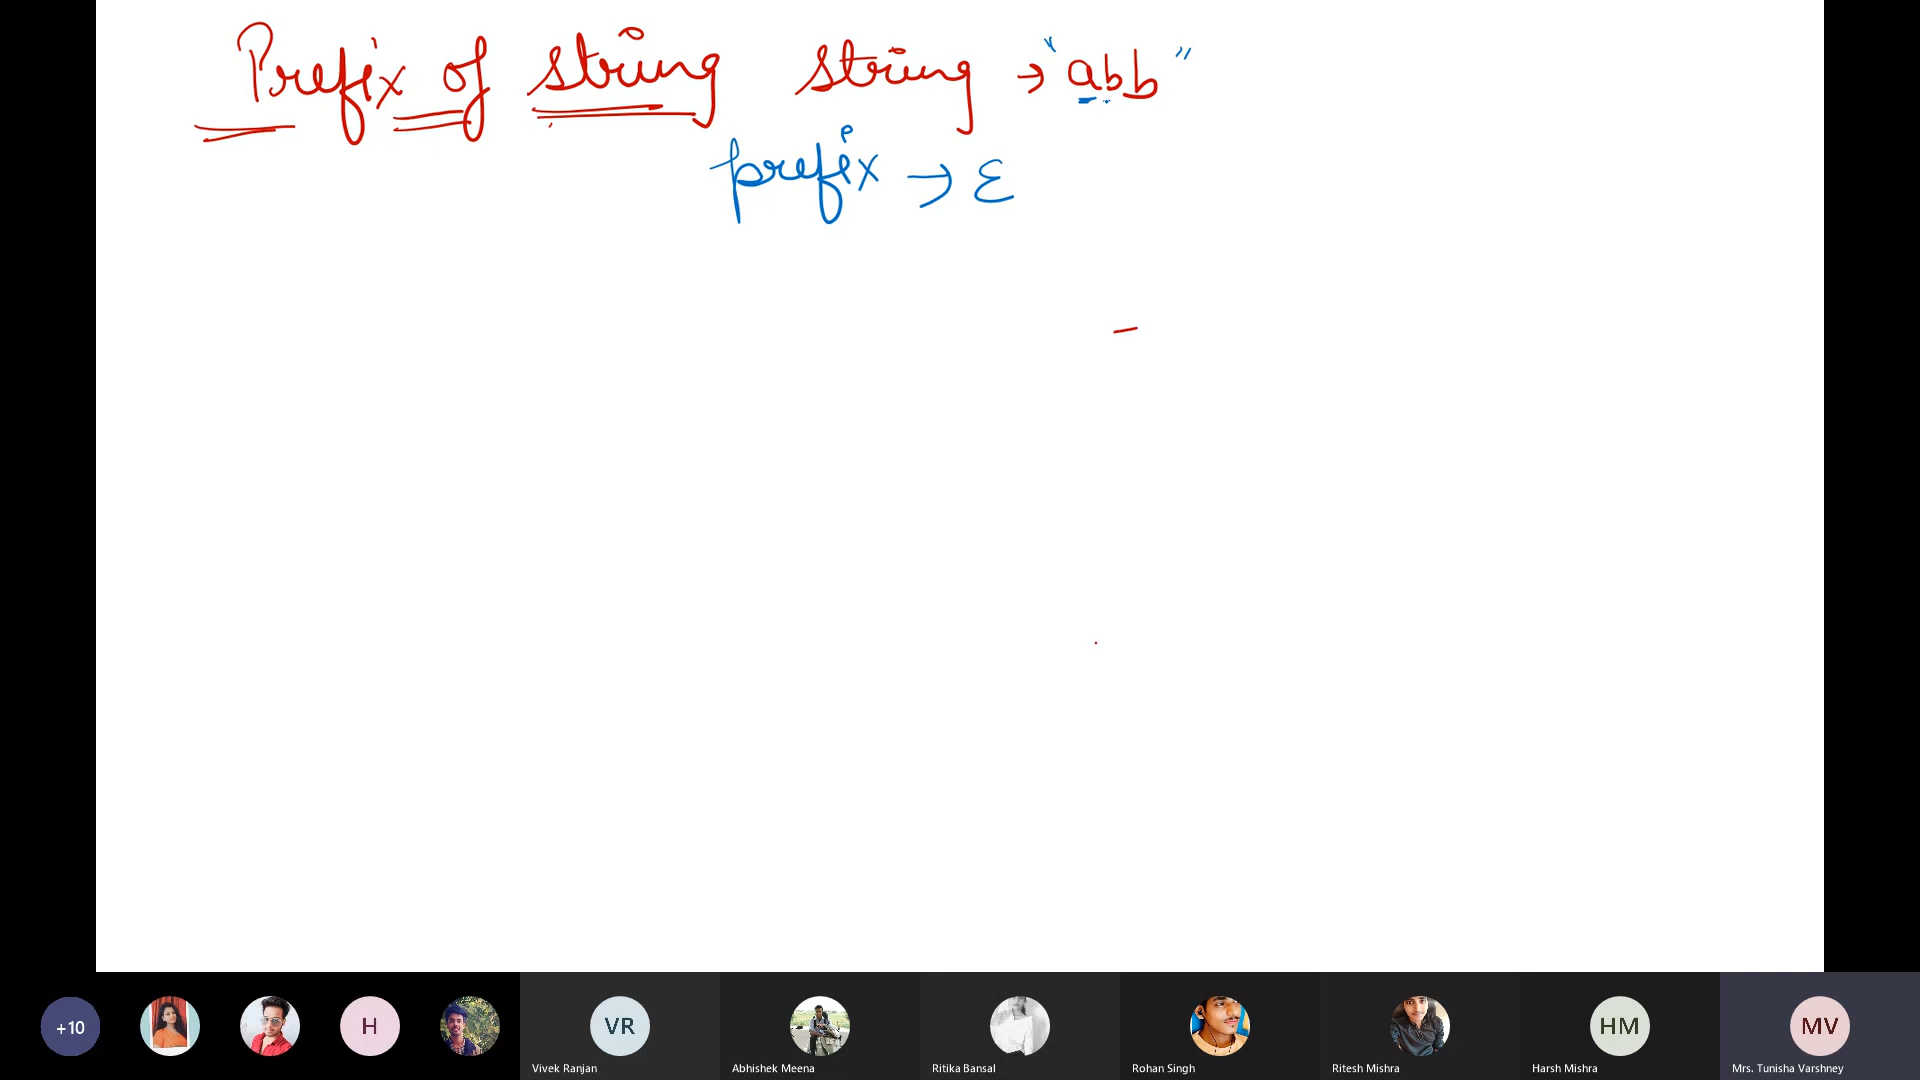 Prefix of string string → "abb"
prefix → ε
+10 H VR HM MV
Vivek Ranjan Abhishek Meena Ritika Bansal Rohan Singh Ritesh Mishra Harsh Mishra Mrs. Tunisha Varshney